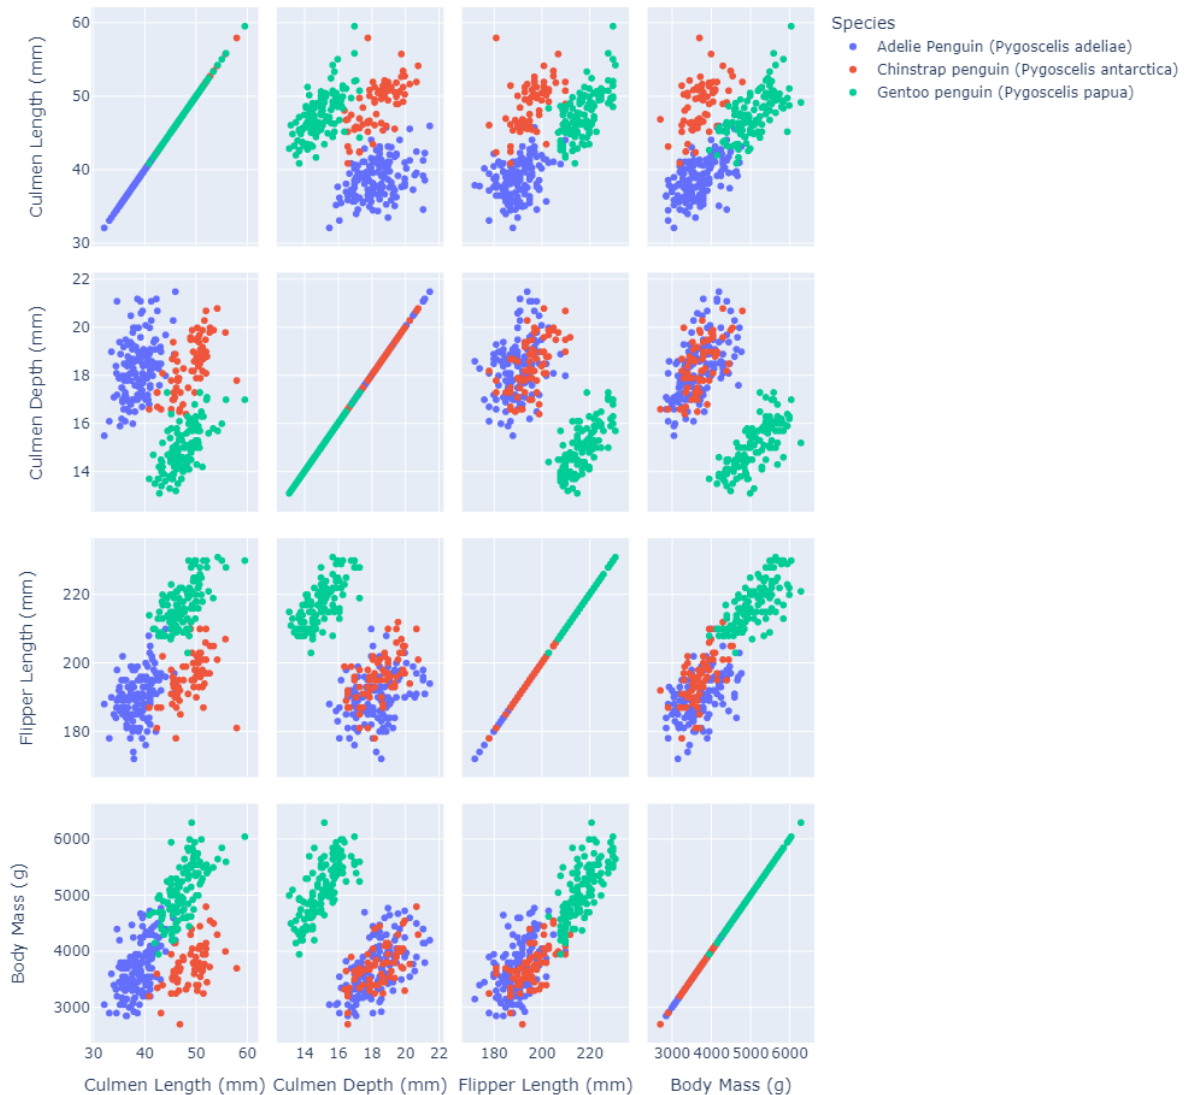 Species
Adelie Penguin (Pygoscelis adeliae)
Chinstrap penguin (Pygoscelis antarctica)
Gentoo penguin (Pygoscelis papua)
Culmen Length (mm)
60
50
40
30
Culmen Depth (mm)
22
20
18
16
14
Flipper Length (mm)
220
200
180
Body Mass (g)
6000
5000
4000
3000
30 40 50 60 14 16 18 20 22 180 200 220 3000 4000 5000 6000
Culmen Length (mm) Culmen Depth (mm) Flipper Length (mm) Body Mass (g)